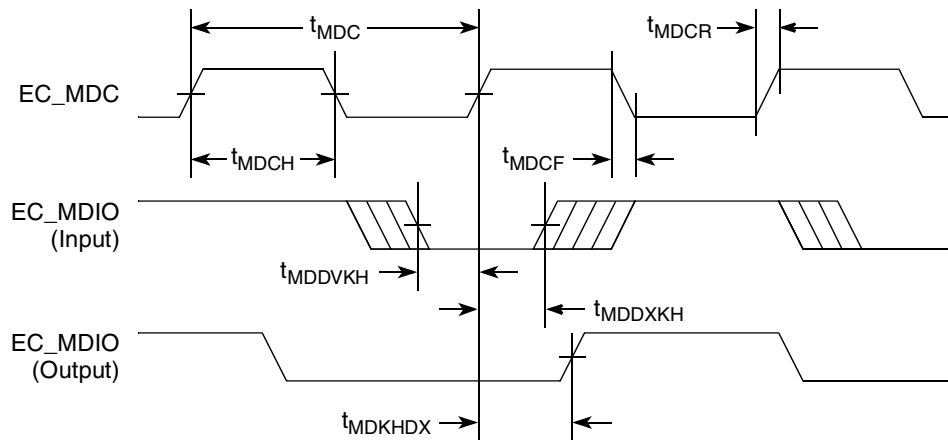 tMDC
tMDCR
EC_MDC
tMDCH
tMDCF
EC_MDIO
(Input)
tMDDVKH
tMDDXKH
EC_MDIO
(Output)
tMDKHDX